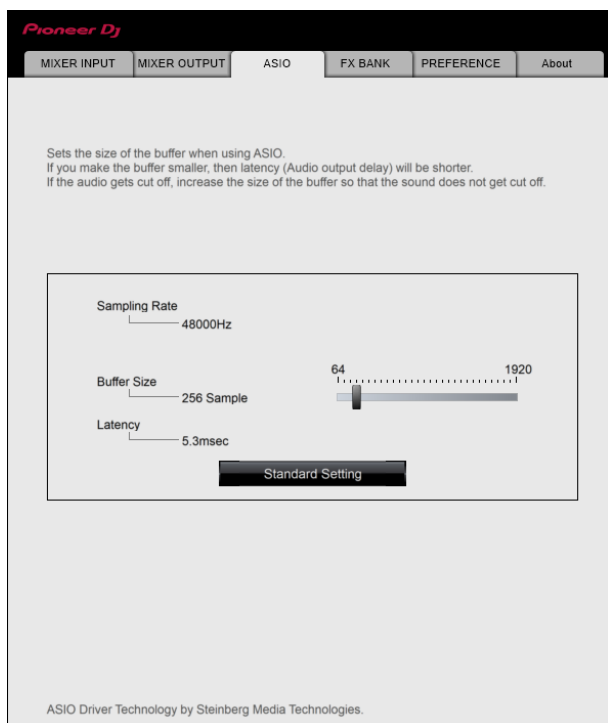 Pioneer Dj
MIXER INPUT MIXER OUTPUT ASIO FX BANK PREFERENCE About
Sets the size of the buffer when using ASIO.
If you make the buffer smaller, then latency (Audio output delay) will be shorter.
If the audio gets cut off, increase the size of the buffer so that the sound does not get cut off.
Sampling Rate
48000Hz
64 1920
Buffer Size
256 Sample
Latency
5.3msec
Standard Setting
ASIO Driver Technology by Steinberg Media Technologies.